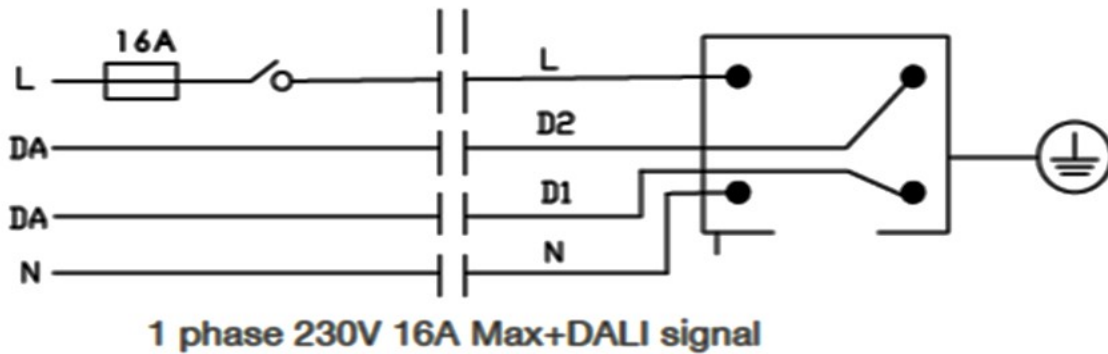 16A
L L
DA D2
DA D1
N N
1 phase 230V 16A Max+DALI signal